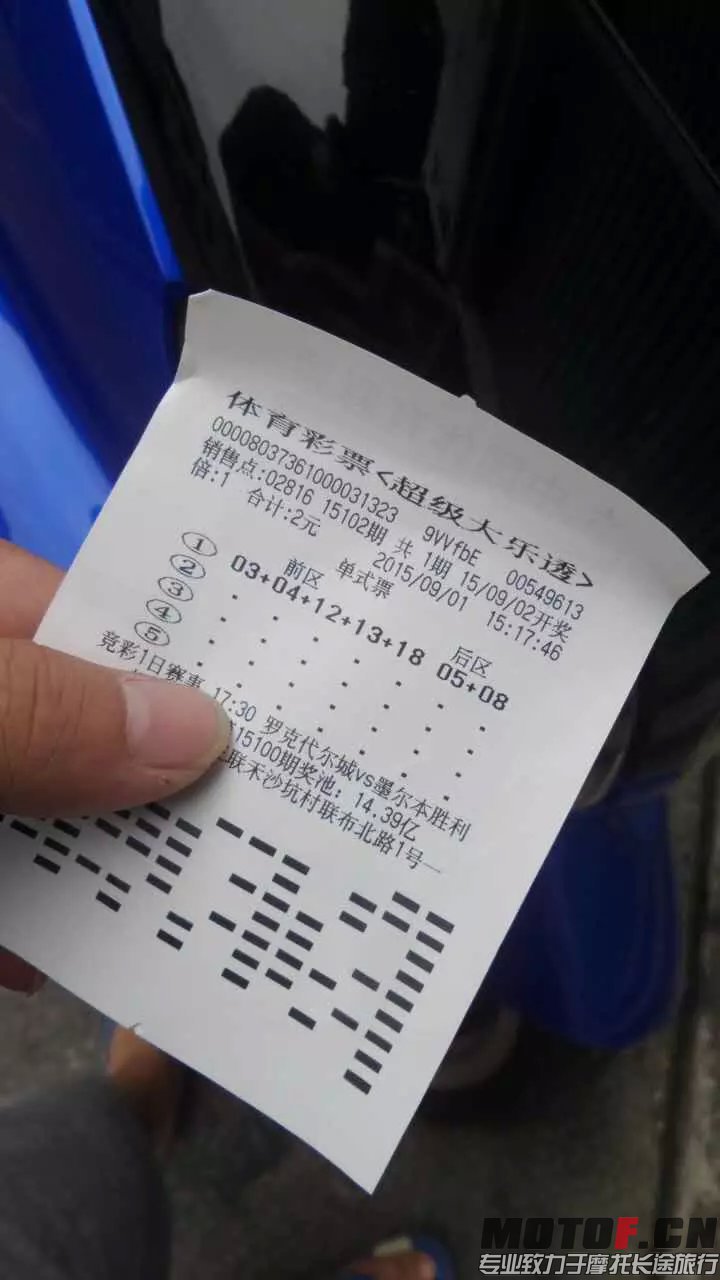 体育彩票<超级大乐透>
00008037361000031323 9VVfbE 00549613
销售点:02816 15102期 共 1期 15/09/02开奖
倍:1 合计:2元 2015/09/01 15:17:46
前区 单式票 后区
① 03+04+12+13+18 05+08
②
③
④
⑤
竞彩1日赛事 17:30 罗克代尔城vs墨尔本胜利
15100期奖池: 14.39亿
联禾沙坑村联布北路1号—
MOTOF.CN
专业致力于摩托长途旅行